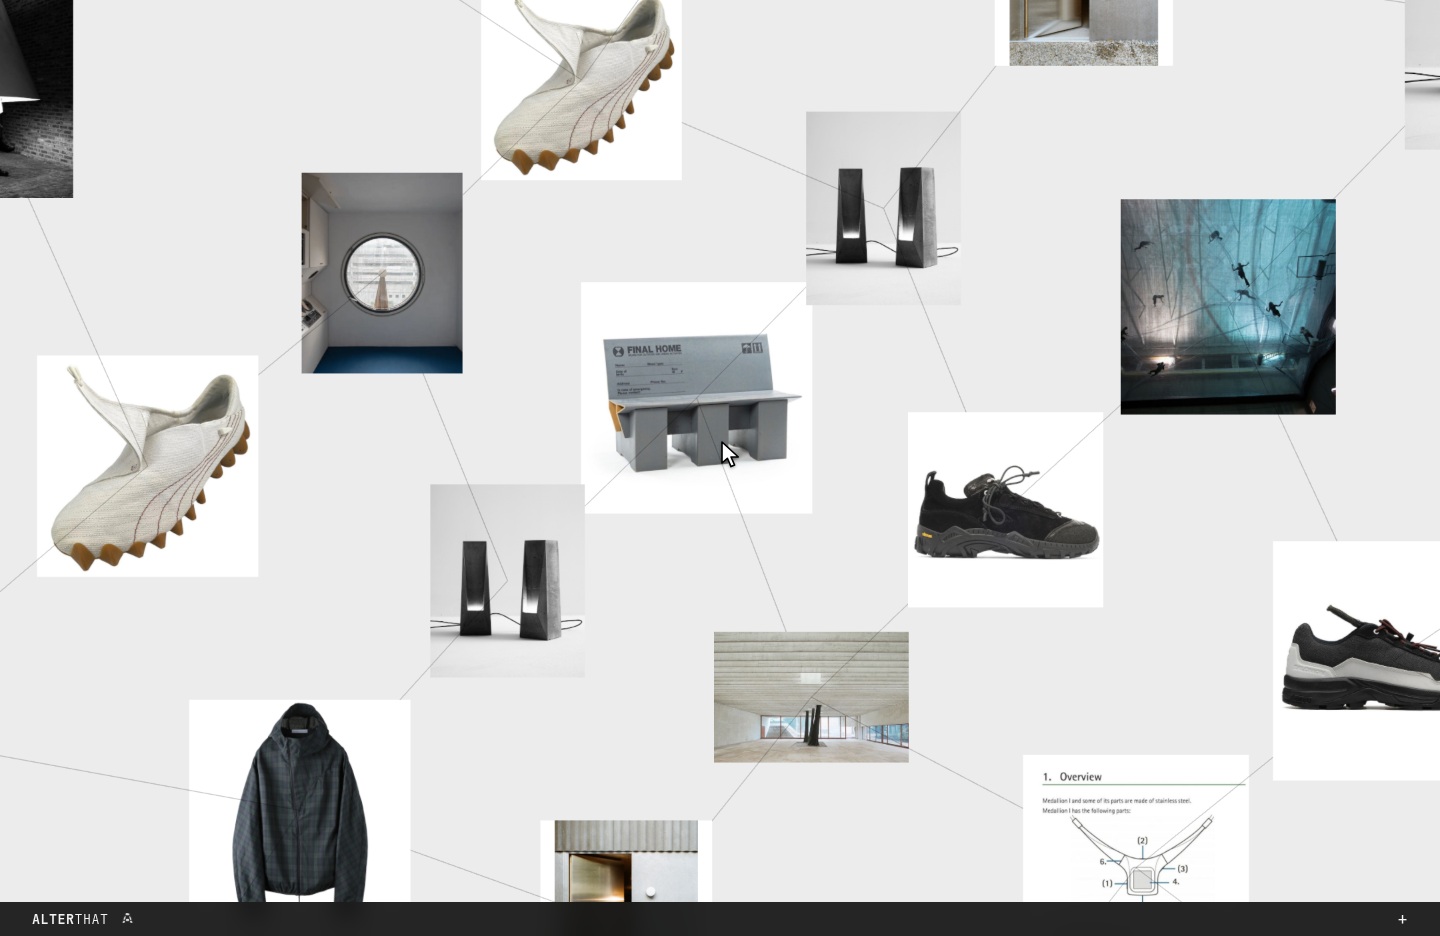 FINAL HOME
1. Overview
Medallion I and some of its parts are made of stainless steel.
Medallion I has the following parts:
(2)
6.
(3)
(1)
4.
ALTERTHAT
+